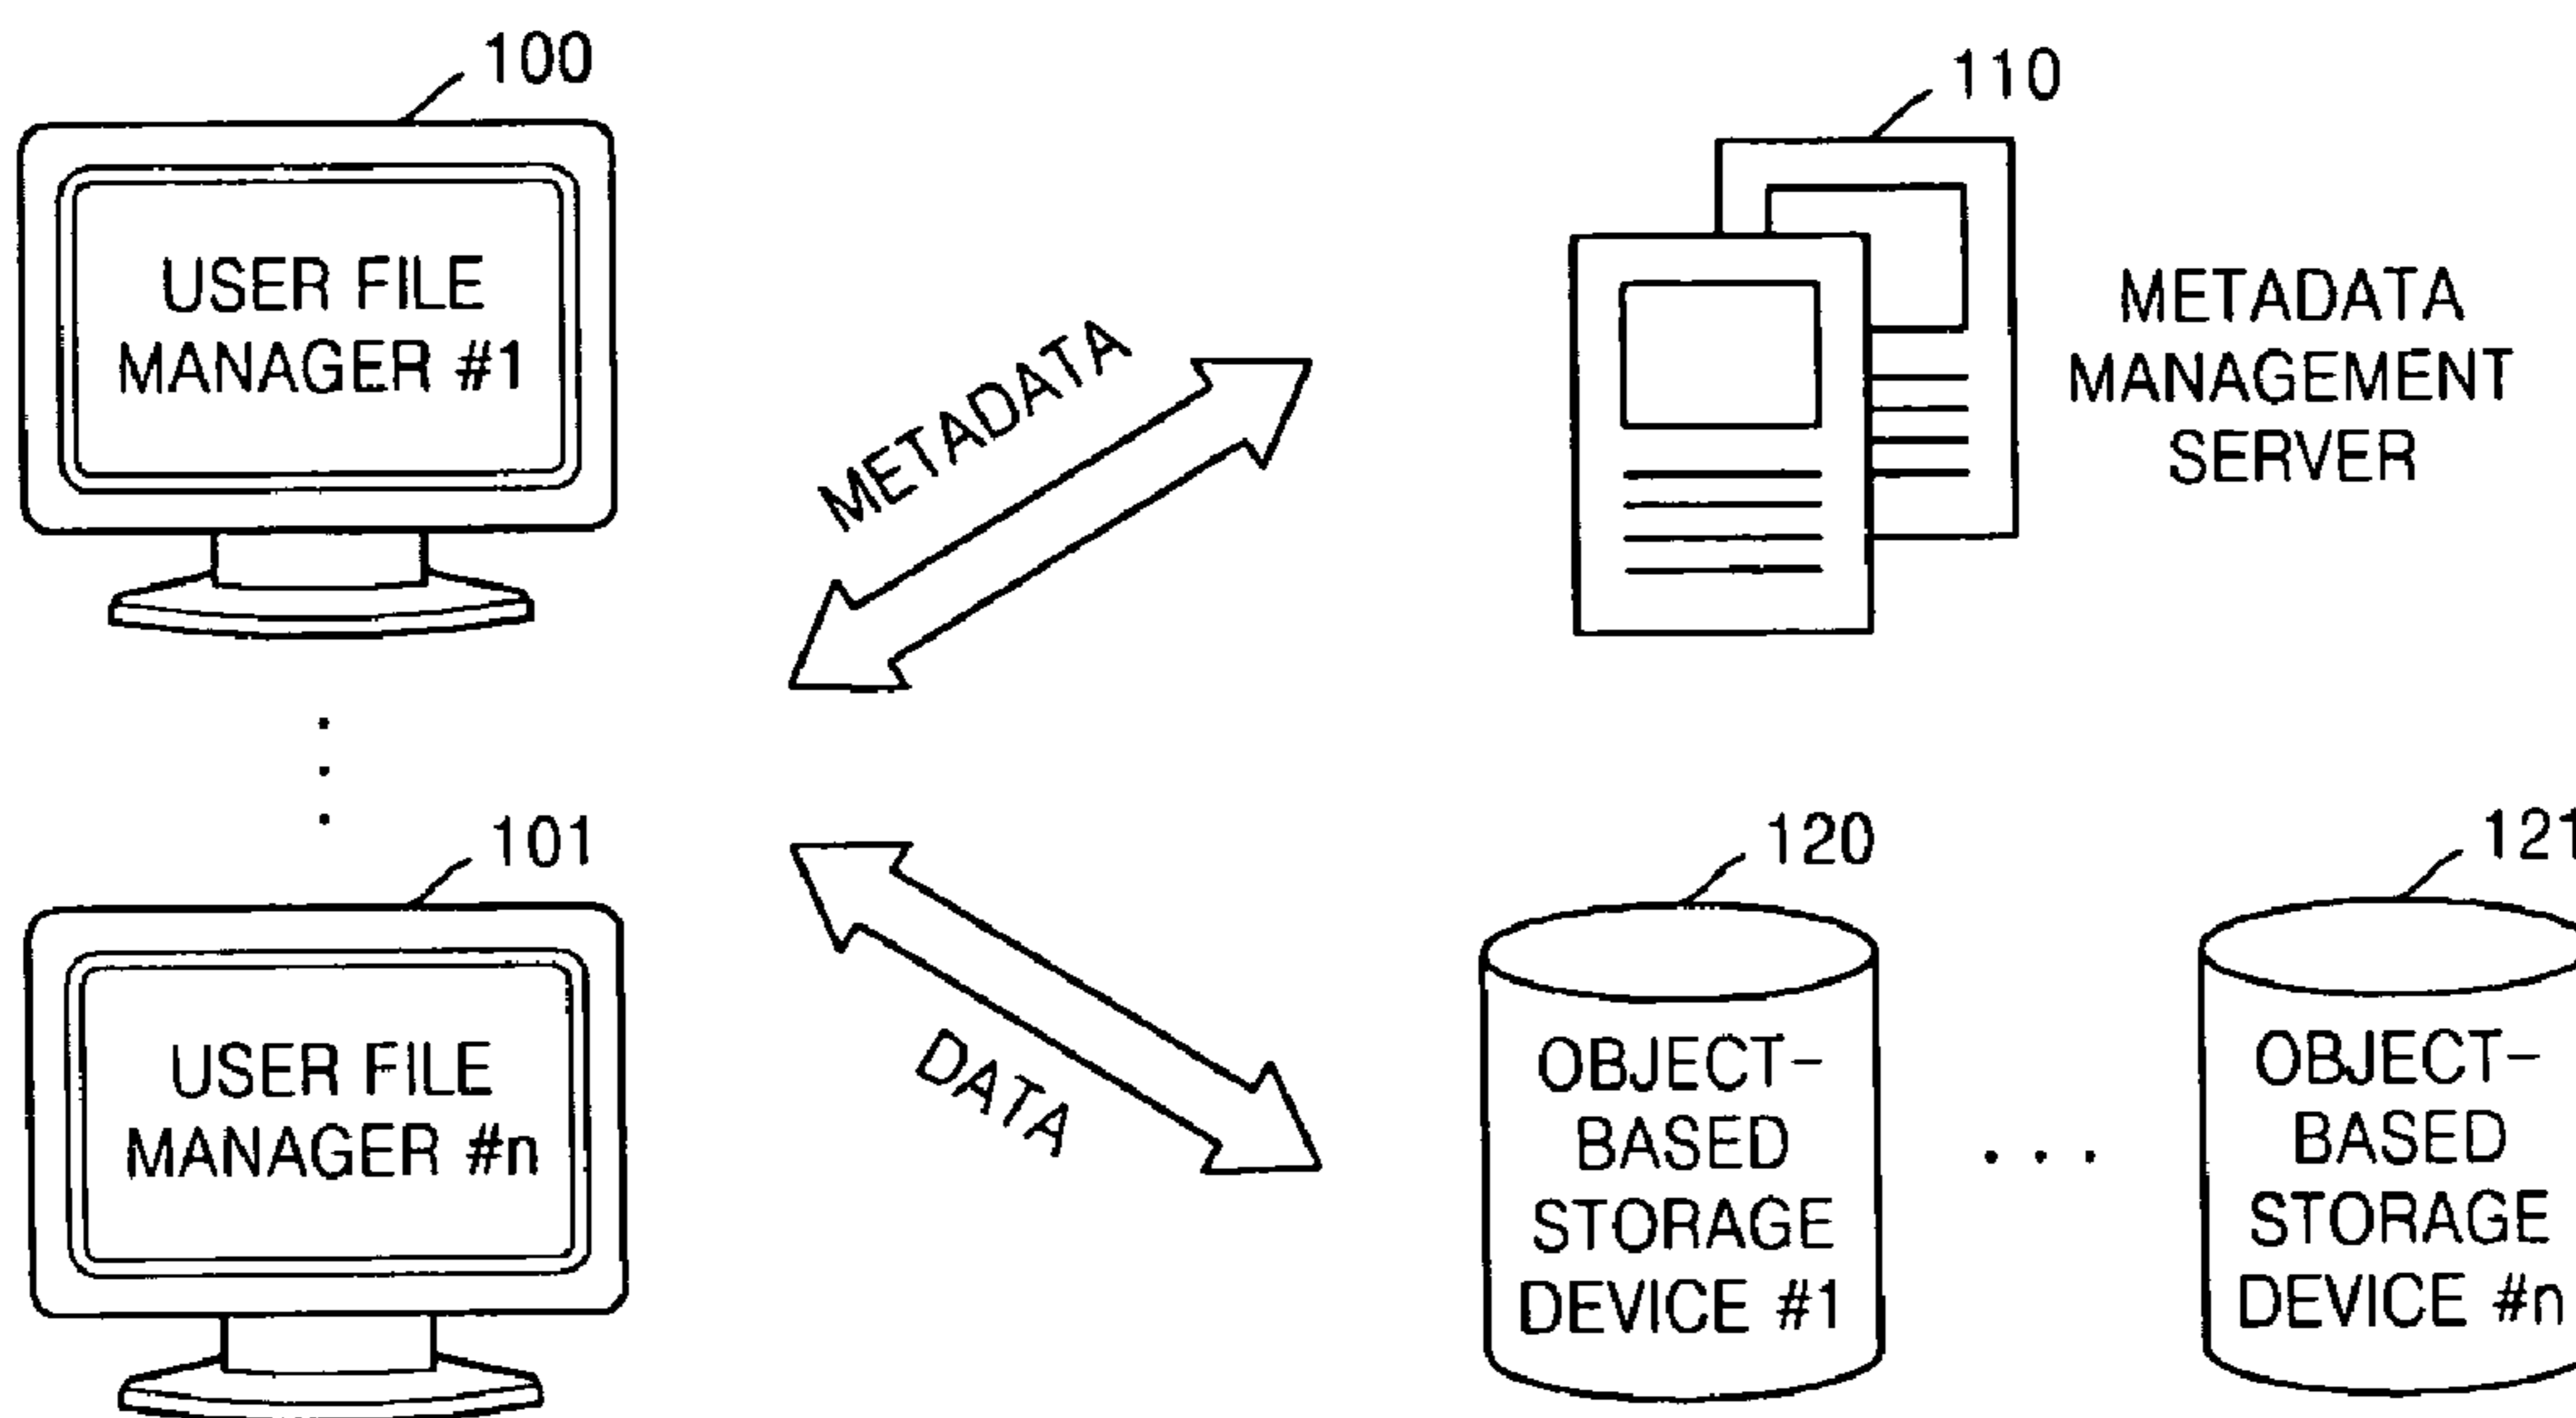 100
USER FILE
MANAGER #1
110
METADATA
MANAGEMENT
SERVER
METADATA
101
USER FILE
MANAGER #n
DATA
120
OBJECT-
BASED
STORAGE
DEVICE #1
. . .
121
OBJECT-
BASED
STORAGE
DEVICE #n